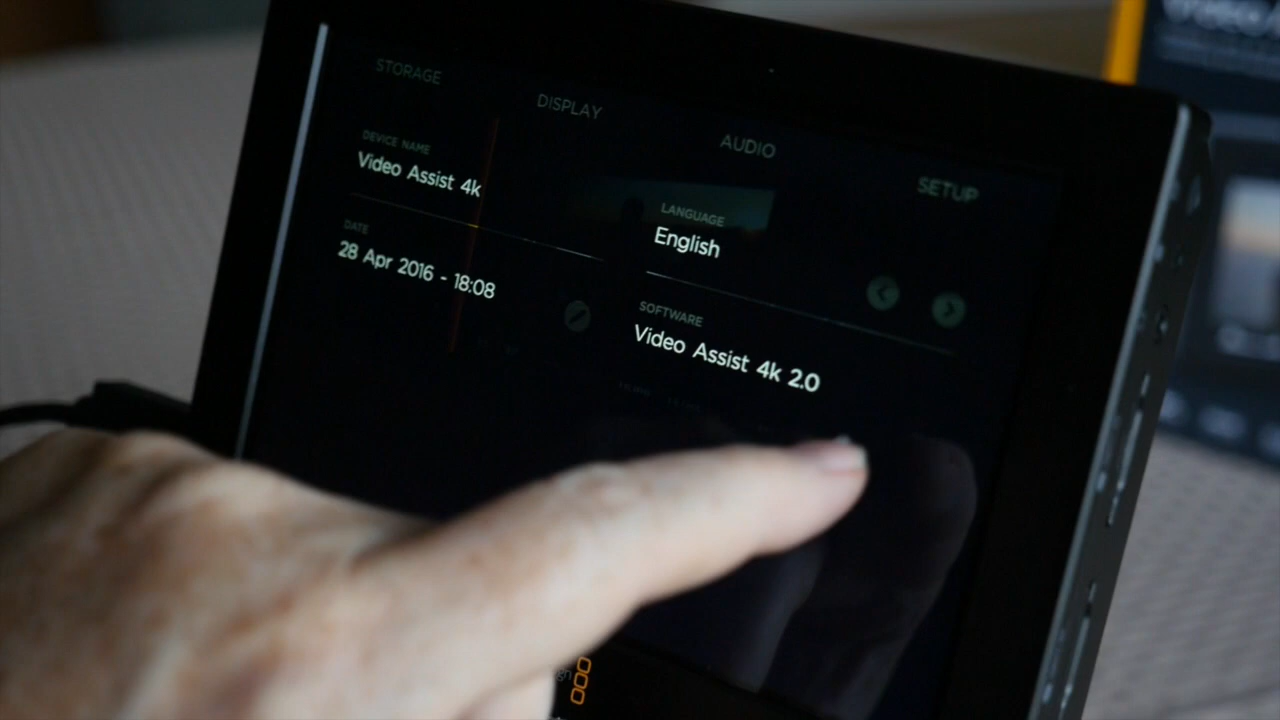 STORAGE
DISPLAY
AUDIO
SETUP
DEVICE NAME
Video Assist 4k
LANGUAGE
English
DATE
28 Apr 2016 - 18:08
SOFTWARE
Video Assist 4k 2.0